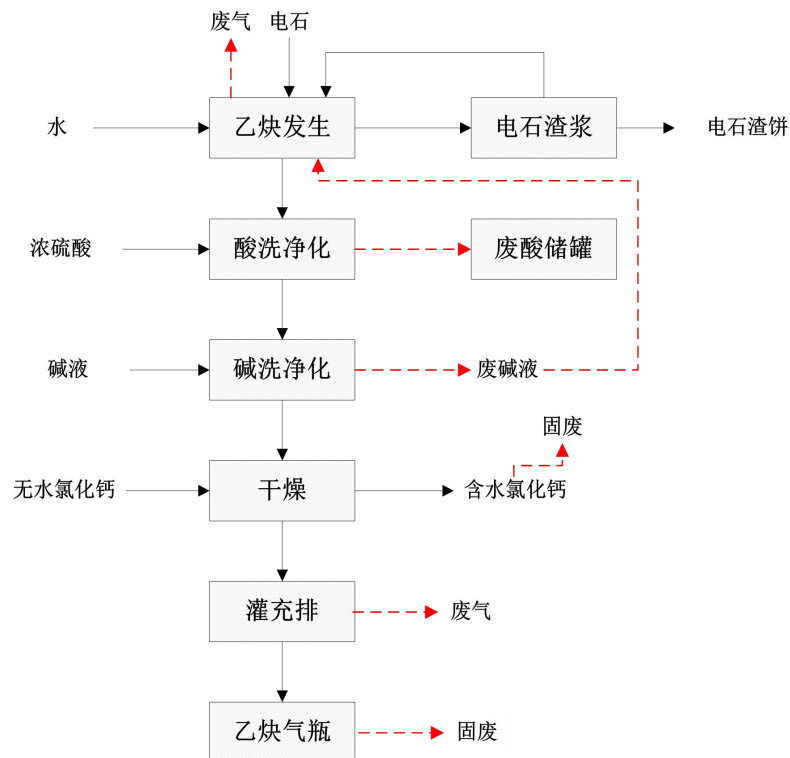 废气
电石
水
乙炔发生
电石渣浆
电石渣饼
浓硫酸
酸洗净化
废酸储罐
碱液
碱洗净化
废碱液
固废
无水氯化钙
干燥
含水氯化钙
灌充排
废气
乙炔气瓶
固废